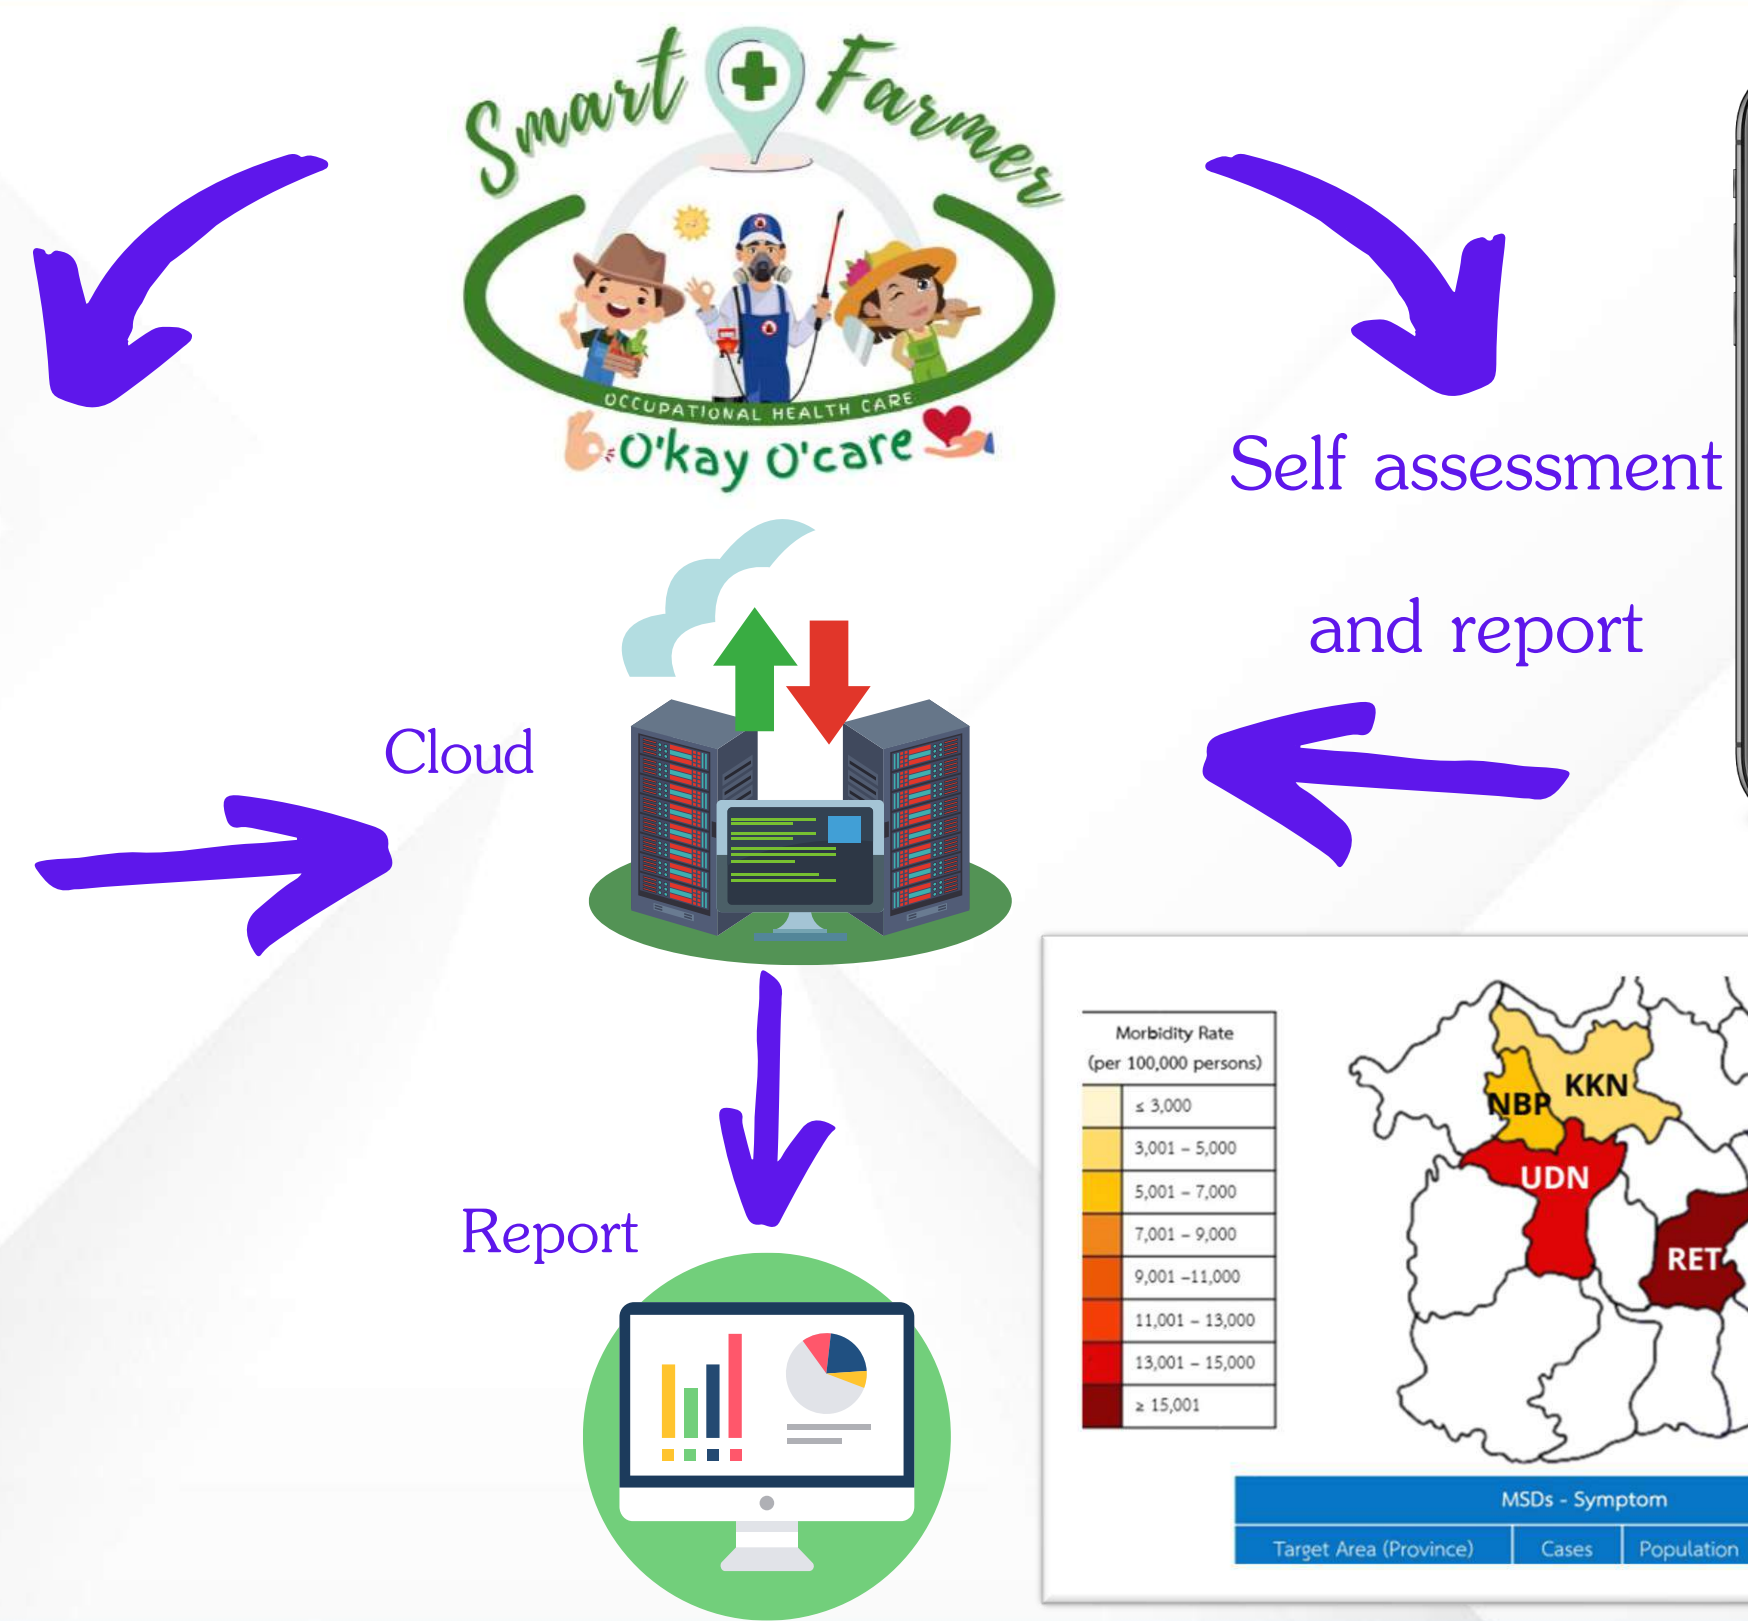 Smart Farmer
OCCUPATIONAL HEALTH CARE
O'kay O'care
Self assessment
and report
Cloud
Report
Morbidity Rate
(per 100,000 persons)
≤ 3,000
3,001 – 5,000
5,001 – 7,000
7,001 – 9,000
9,001 –11,000
11,001 – 13,000
13,001 – 15,000
≥ 15,001
KKN
NBP
UDN
RET
MSDs - Symptom
Target Area (Province) Cases Population